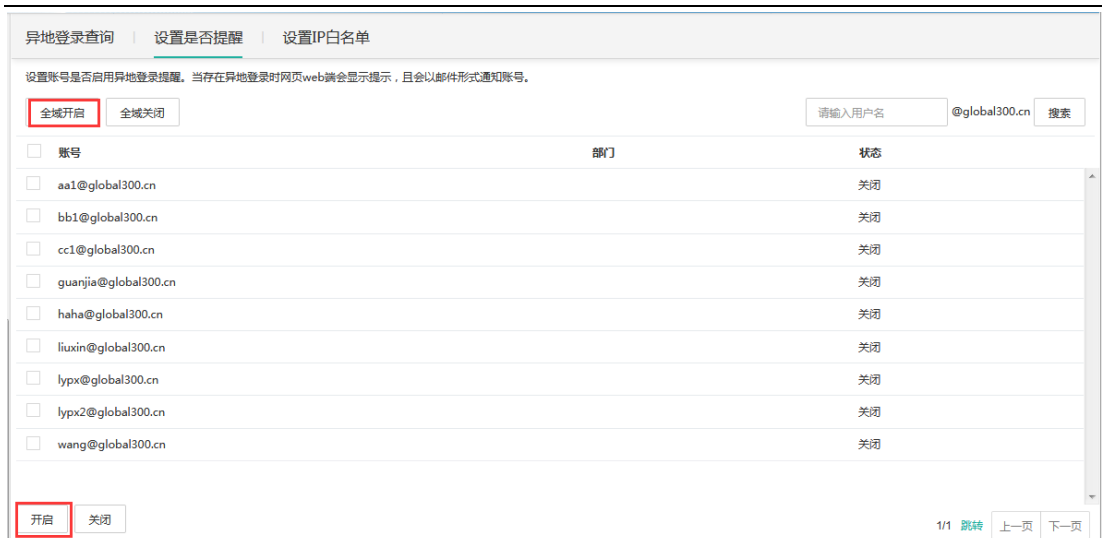 异地登录查询 设置是否提醒 设置IP白名单
设置账号是否启用异地登录提醒。当存在异地登录时网页web端会显示提示，且会以邮件形式通知账号。
全域开启 全域关闭 请输入用户名 @global300.cn 搜索
账号 部门 状态
aa1@global300.cn 关闭
bb1@global300.cn 关闭
cc1@global300.cn 关闭
guanjia@global300.cn 关闭
haha@global300.cn 关闭
liuxin@global300.cn 关闭
lypx@global300.cn 关闭
lypx2@global300.cn 关闭
wang@global300.cn 关闭
开启 关闭 1/1 跳转 上一页 下一页